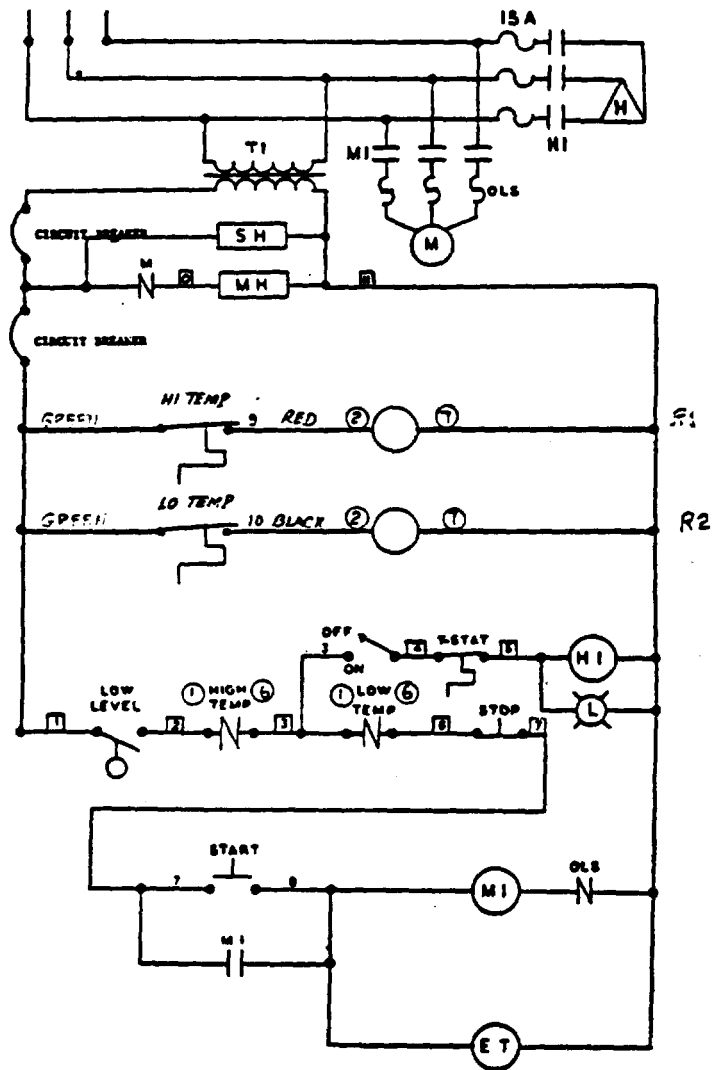 15A
H
T1
M1
H1
OLS
M
CIRCUIT BREAKER
SH
M
MH
CIRCUIT BREAKER
HI TEMP
GREEN
9
RED
2
7
LO TEMP
GREEN
10
BLACK
2
7
R2
OFF
3
ON
4
T-STAT
5
H1
LOW
LEVEL
1
HIGH
TEMP
6
1
LOW
TEMP
6
L
1
2
3
6
STOP
7
START
7
8
M1
OLS
M1
ET